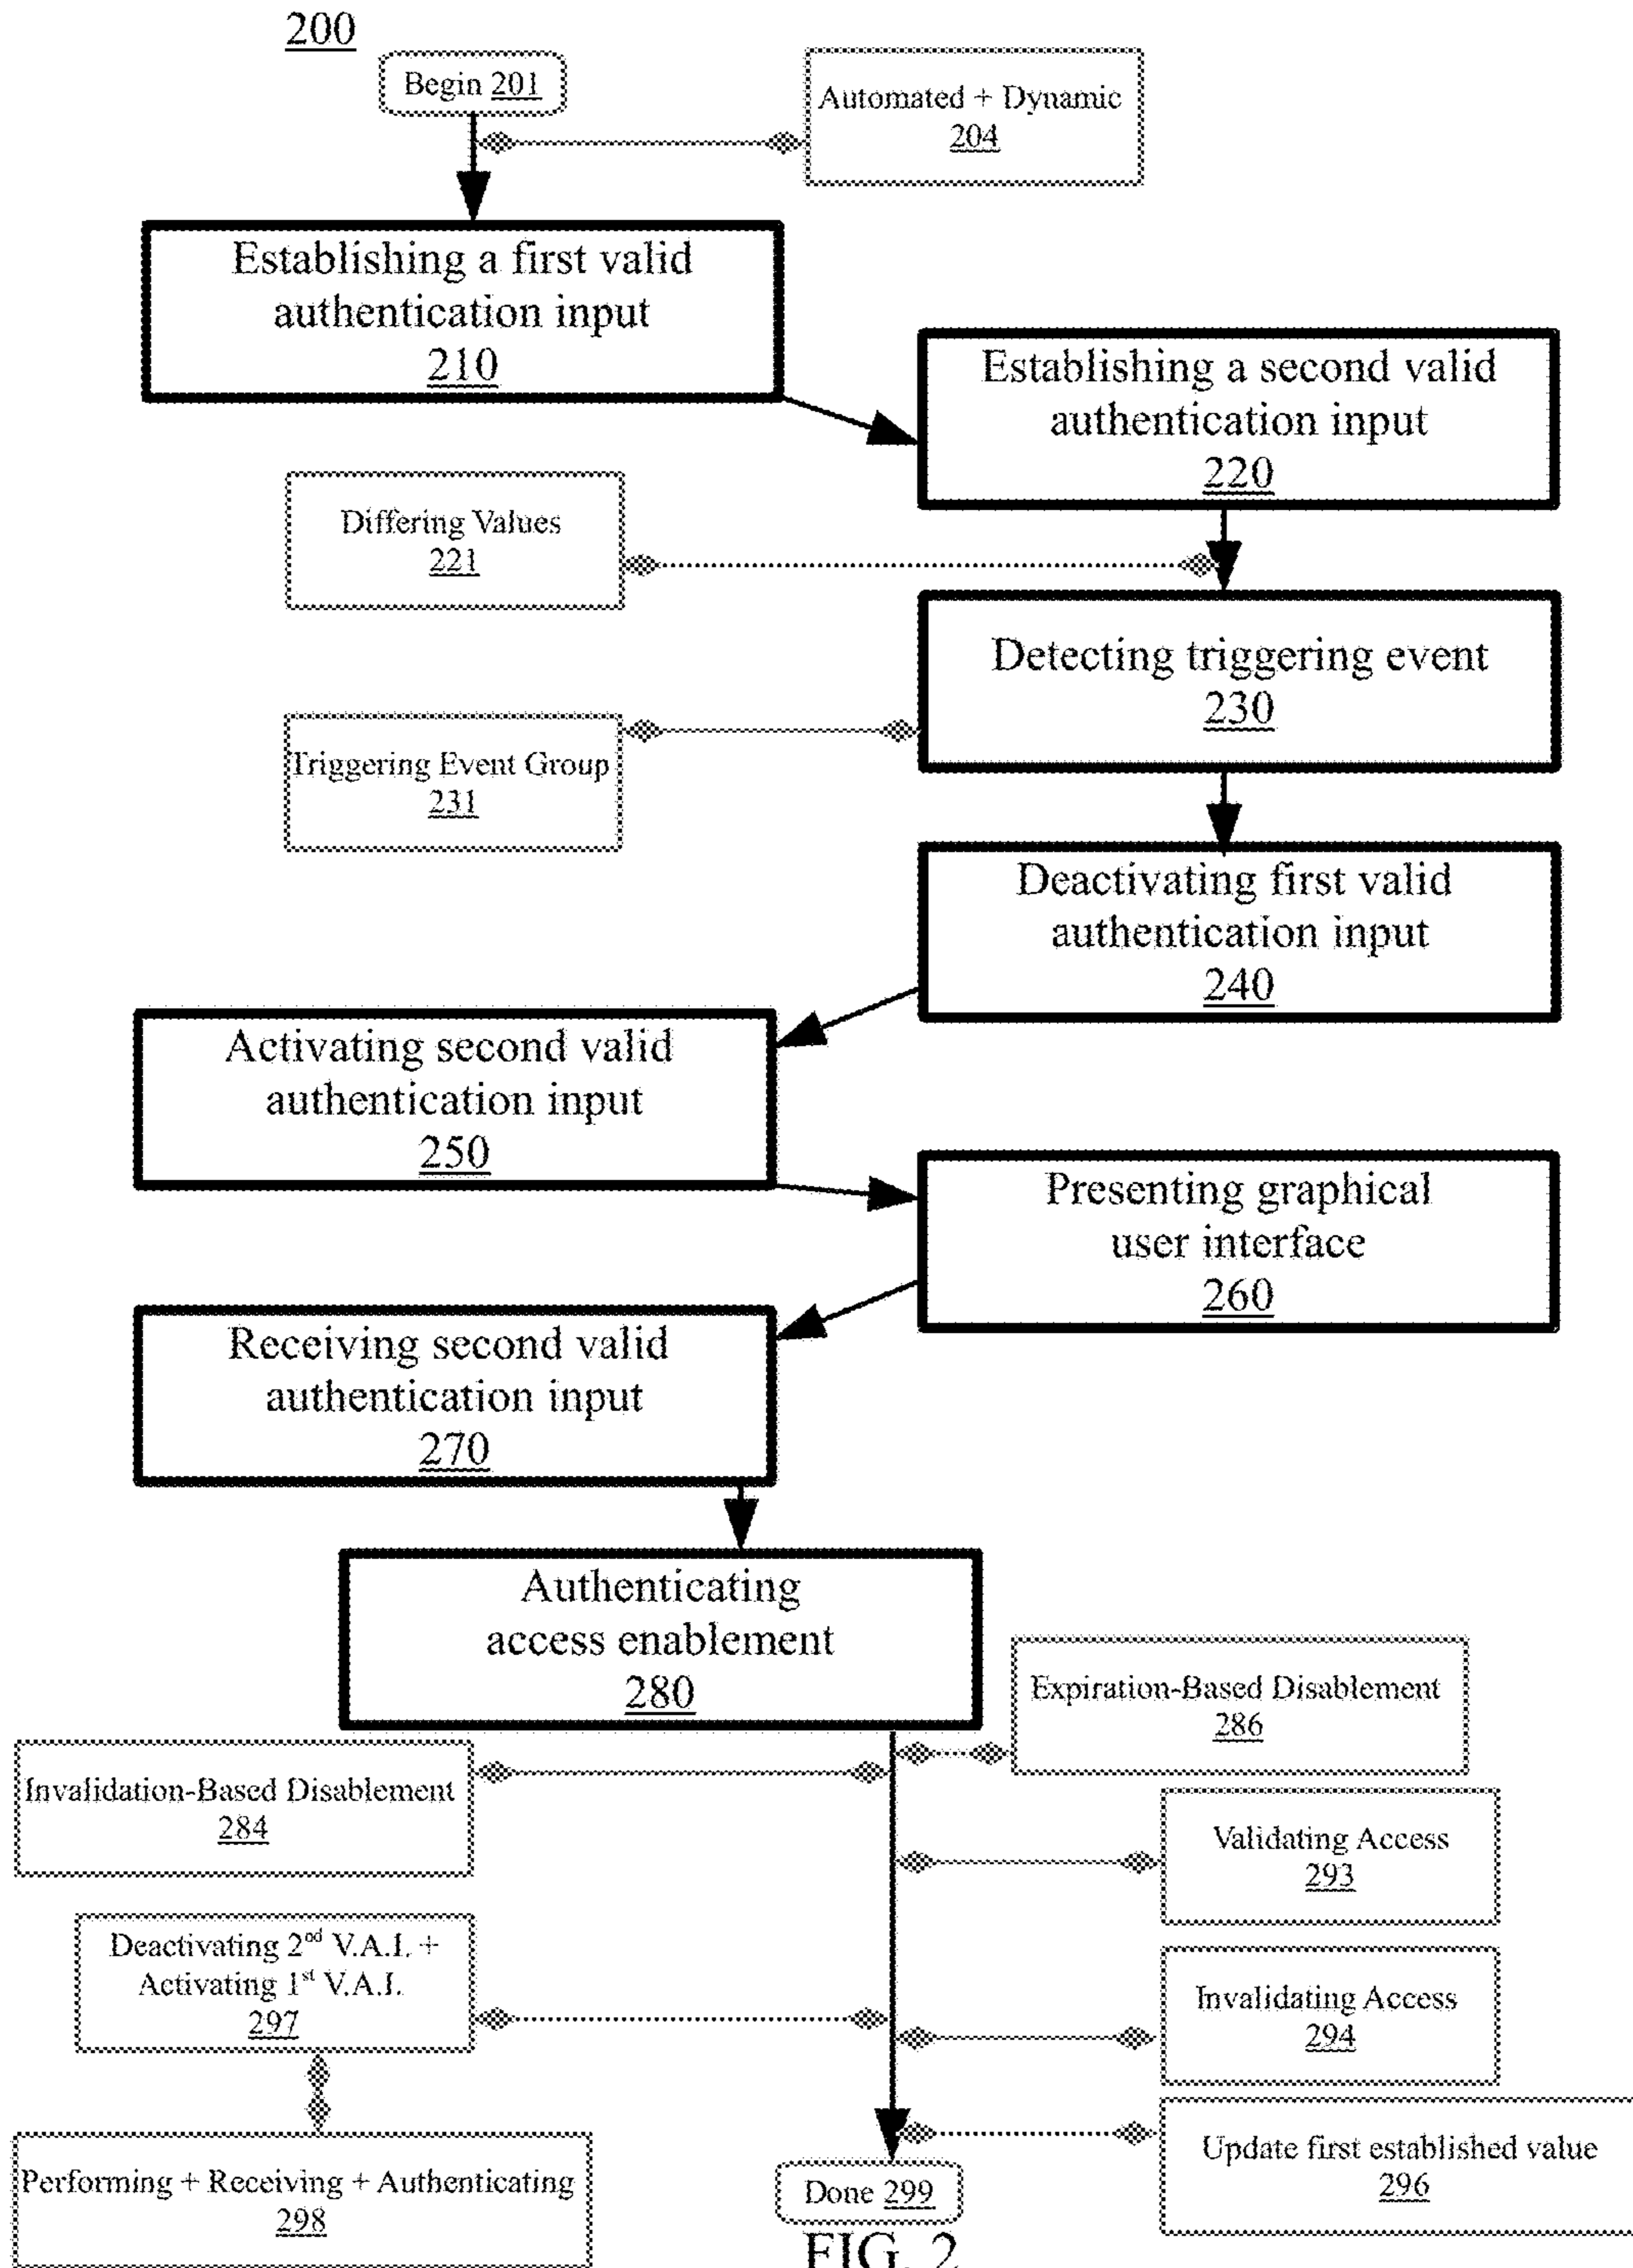 200
Begin 201
Automated + Dynamic
204
Establishing a first valid
authentication input
210
Establishing a second valid
authentication input
220
Differing Values
221
Detecting triggering event
230
Triggering Event Group
231
Deactivating first valid
authentication input
240
Activating second valid
authentication input
250
Presenting graphical
user interface
260
Receiving second valid
authentication input
270
Authenticating
access enablement
280
Expiration-Based Disablement
286
Invalidation-Based Disablement
284
Validating Access
293
Deactivating 2nd V.A.I. +
Activating 1st V.A.I.
297
Invalidating Access
294
Update first established value
296
Performing + Receiving + Authenticating
298
Done 299
FIG. 2